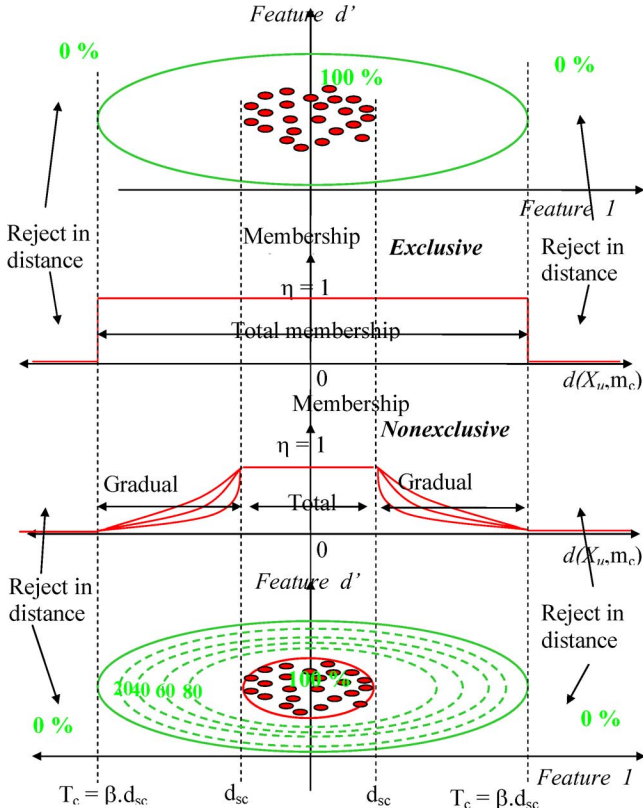 Feature d’
0 %
100 %
0 %
Feature 1
Reject in
distance
Membership
Exclusive
Reject in
distance
η = 1
Total membership
0
d(Xu,mc)
Membership
Nonexclusive
η = 1
Gradual
Total
Gradual
0
d(Xu,mc)
Feature d’
Reject in
distance
Reject in
distance
20 40 60 80 100 %
0 %
0 %
Feature 1
Tc = β.dsc
dsc
dsc
Tc = β.dsc